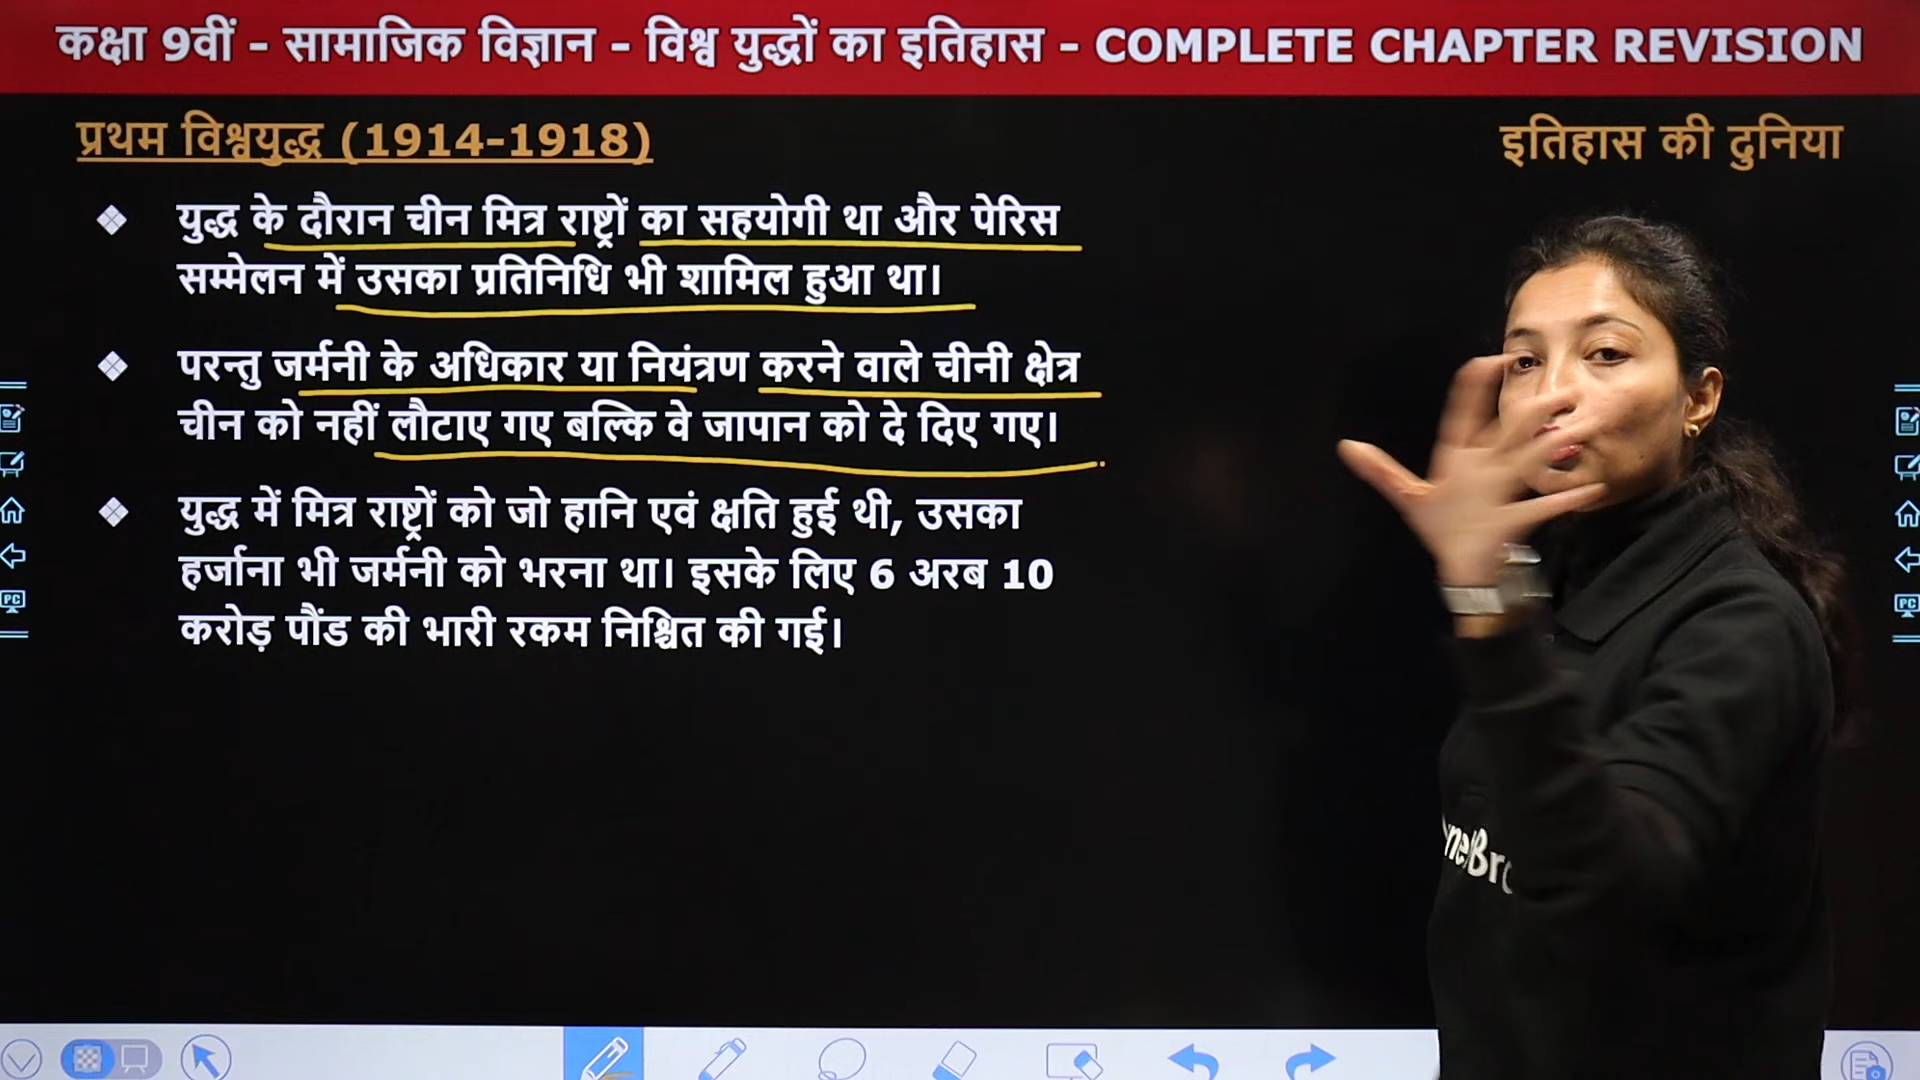 कक्षा 9वीं - सामाजिक विज्ञान - विश्व युद्धों का इतिहास - COMPLETE CHAPTER REVISION
प्रथम विश्वयुद्ध (1914-1918)
इतिहास की दुनिया
❖ युद्ध के दौरान चीन मित्र राष्ट्रों का सहयोगी था और पेरिस
सम्मेलन में उसका प्रतिनिधि भी शामिल हुआ था।
❖ परन्तु जर्मनी के अधिकार या नियंत्रण करने वाले चीनी क्षेत्र
चीन को नहीं लौटाए गए बल्कि वे जापान को दे दिए गए।
❖ युद्ध में मित्र राष्ट्रों को जो हानि एवं क्षति हुई थी, उसका
हर्जाना भी जर्मनी को भरना था। इसके लिए 6 अरब 10
करोड़ पौंड की भारी रकम निश्चित की गई।
PC
PC